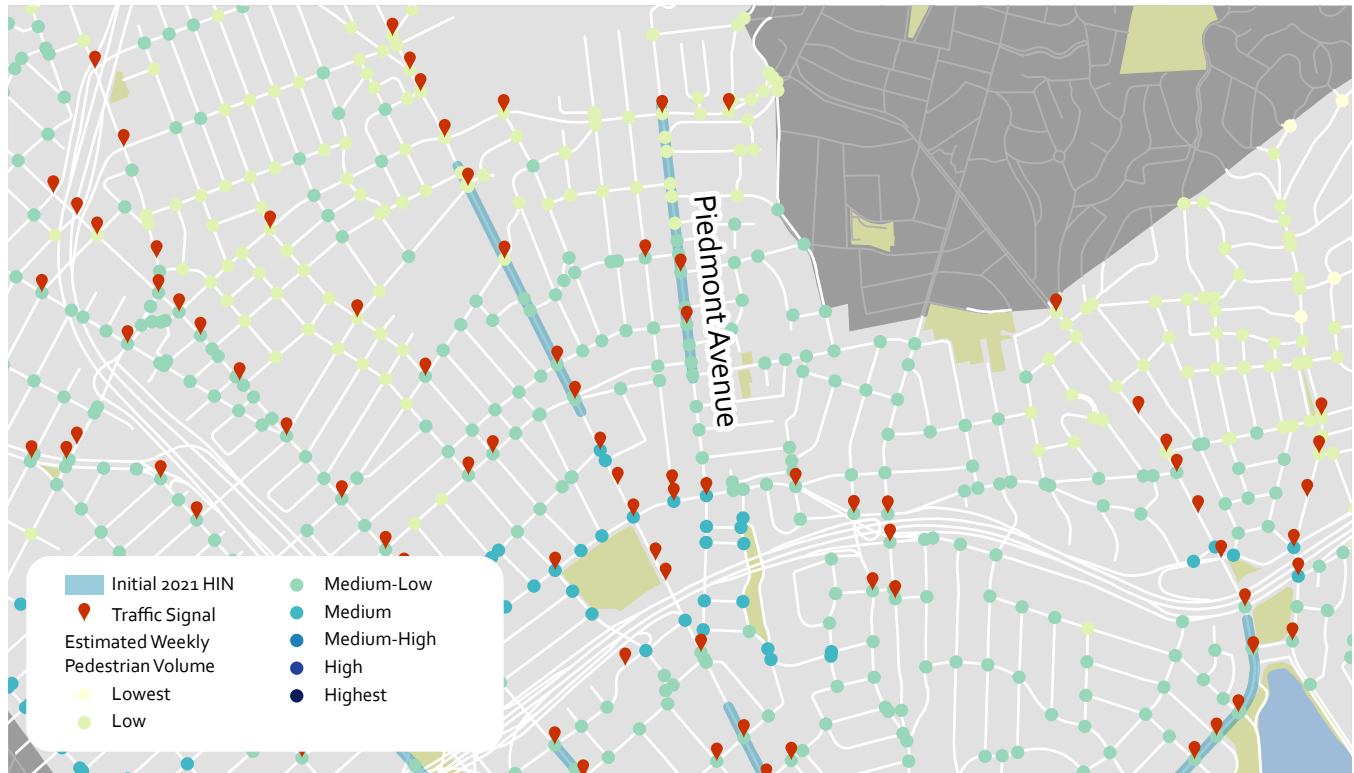 Piedmont Avenue
Initial 2021 HIN
Traffic Signal
Estimated Weekly
Pedestrian Volume
Lowest
Low
Medium-Low
Medium
Medium-High
High
Highest